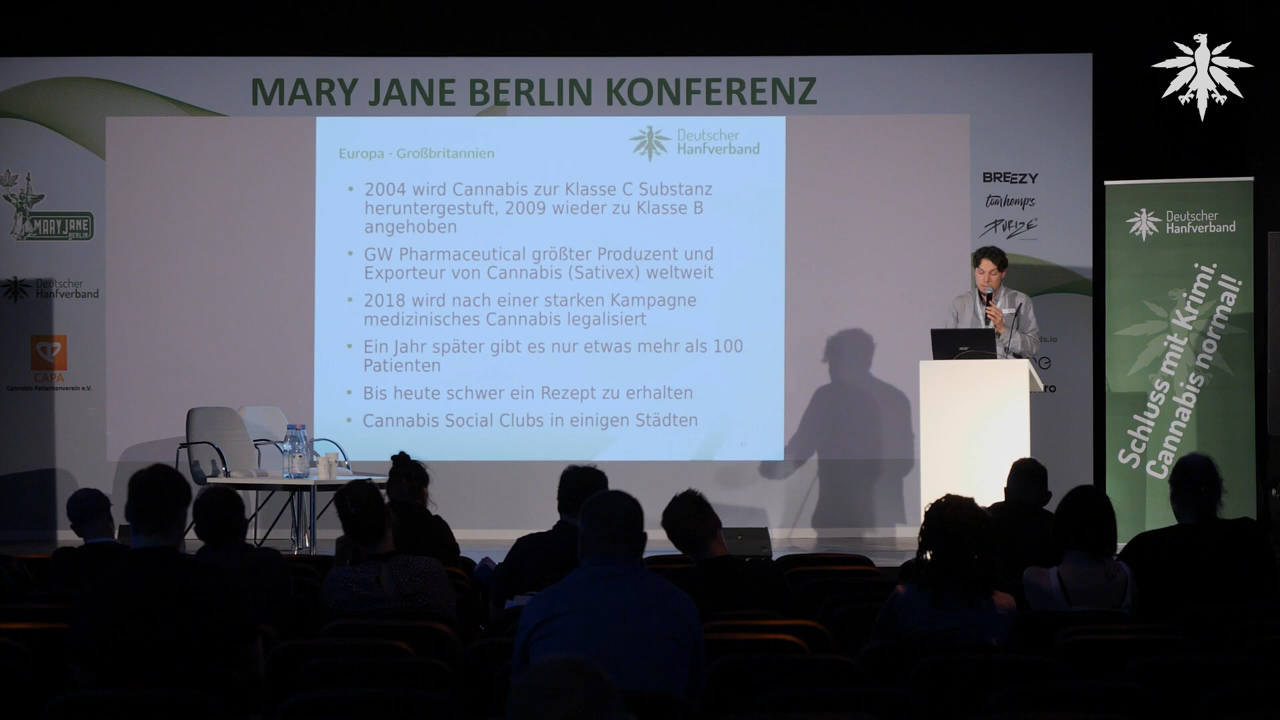 MARY JANE BERLIN KONFERENZ
Europa - Großbritannien
Deutscher
Hanfverband
• 2004 wird Cannabis zur Klasse C Substanz
heruntergestuft, 2009 wieder zu Klasse B
angehoben
• GW Pharmaceutical größter Produzent und
Exporteur von Cannabis (Sativex) weltweit
• 2018 wird nach einer starken Kampagne
medizinisches Cannabis legalisiert
• Ein Jahr später gibt es nur etwas mehr als 100
Patienten
• Bis heute schwer ein Rezept zu erhalten
• Cannabis Social Clubs in einigen Städten
MARY JANE
BERLIN
Deutscher
Hanfverband
CAPA
Cannabis Patientenverein e.V.
BREEZY
PURIZE
Deutscher
Hanfverband
Schluss mit Krimi.
Cannabis normal!